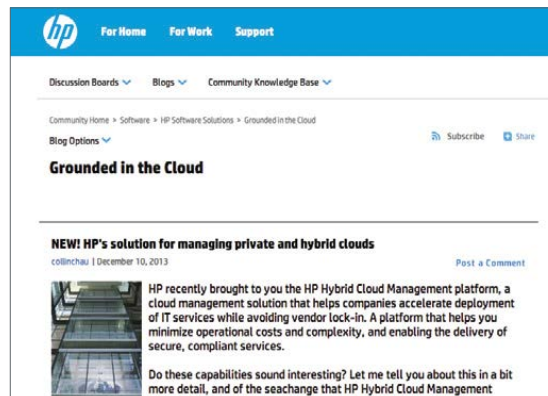 hp
For Home For Work Support
Discussion Boards Blogs Community Knowledge Base
Community Home > Software > HP Software Solutions > Grounded in the Cloud
Blog Options
Subscribe Share
Grounded in the Cloud
NEW! HP's solution for managing private and hybrid clouds
collinchau | December 10, 2013
Post a Comment
HP recently brought to you the HP Hybrid Cloud Management platform, a
cloud management solution that helps companies accelerate deployment
of IT services while avoiding vendor lock-in. A platform that helps you
minimize operational costs and complexity, and enabling the delivery of
secure, compliant services.
Do these capabilities sound interesting? Let me tell you about this in a bit
more detail, and of the seachange that HP Hybrid Cloud Management